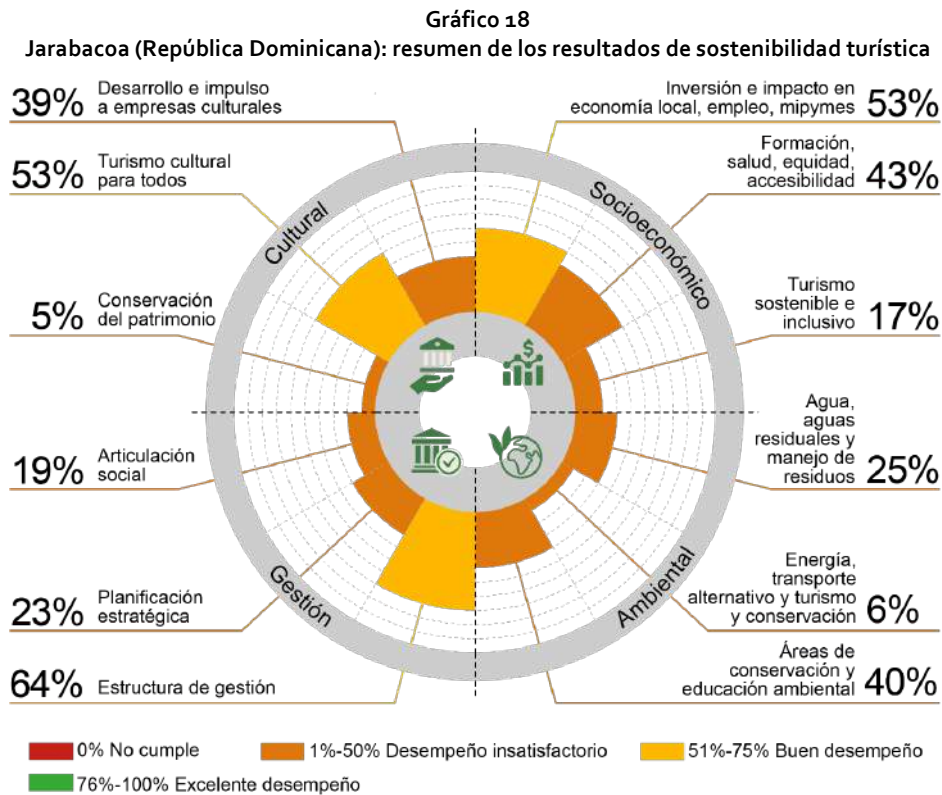 Gráfico 18
Jarabacoa (República Dominicana): resumen de los resultados de sostenibilidad turística
39%
Desarrollo e impulso
a empresas culturales
53%
Turismo cultural
para todos
5%
Conservación
del patrimonio
19%
Articulación
social
23%
Planificación
estratégica
64%
Estructura de gestión
Inversión e impacto en
economía local, empleo, mipymes
53%
Formación,
salud, equidad,
accesibilidad
43%
Turismo
sostenible e
inclusivo
17%
Agua,
aguas
residuales y
manejo de
residuos
25%
Energía,
transporte
alternativo y turismo
y conservación
6%
Áreas de
conservación y
educación ambiental
40%
Cultural
Socioeconómico
Gestión
Ambiental
$
0% No cumple
1%-50% Desempeño insatisfactorio
51%-75% Buen desempeño
76%-100% Excelente desempeño